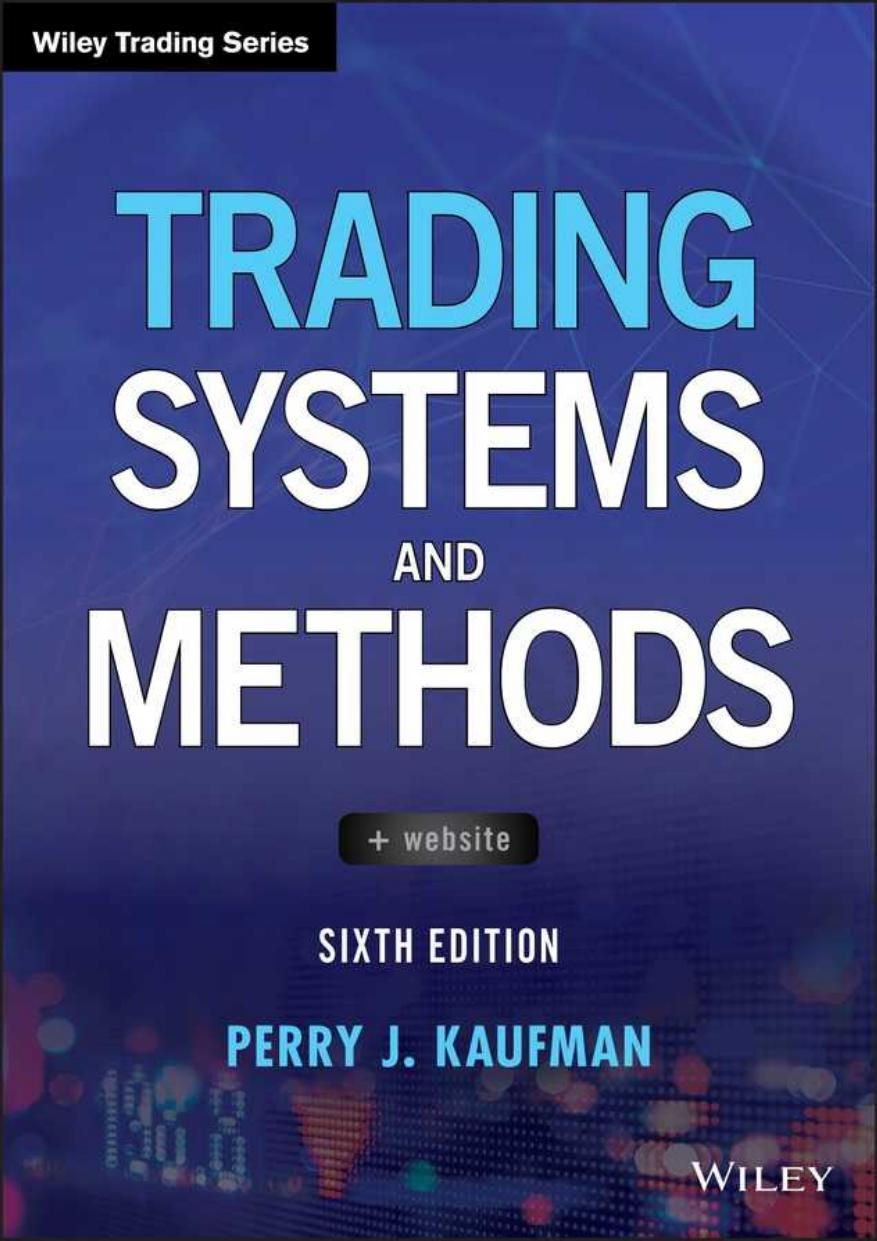 Wiley Trading Series
TRADING
SYSTEMS
AND
METHODS
+ website
SIXTH EDITION
PERRY J. KAUFMAN
WILEY